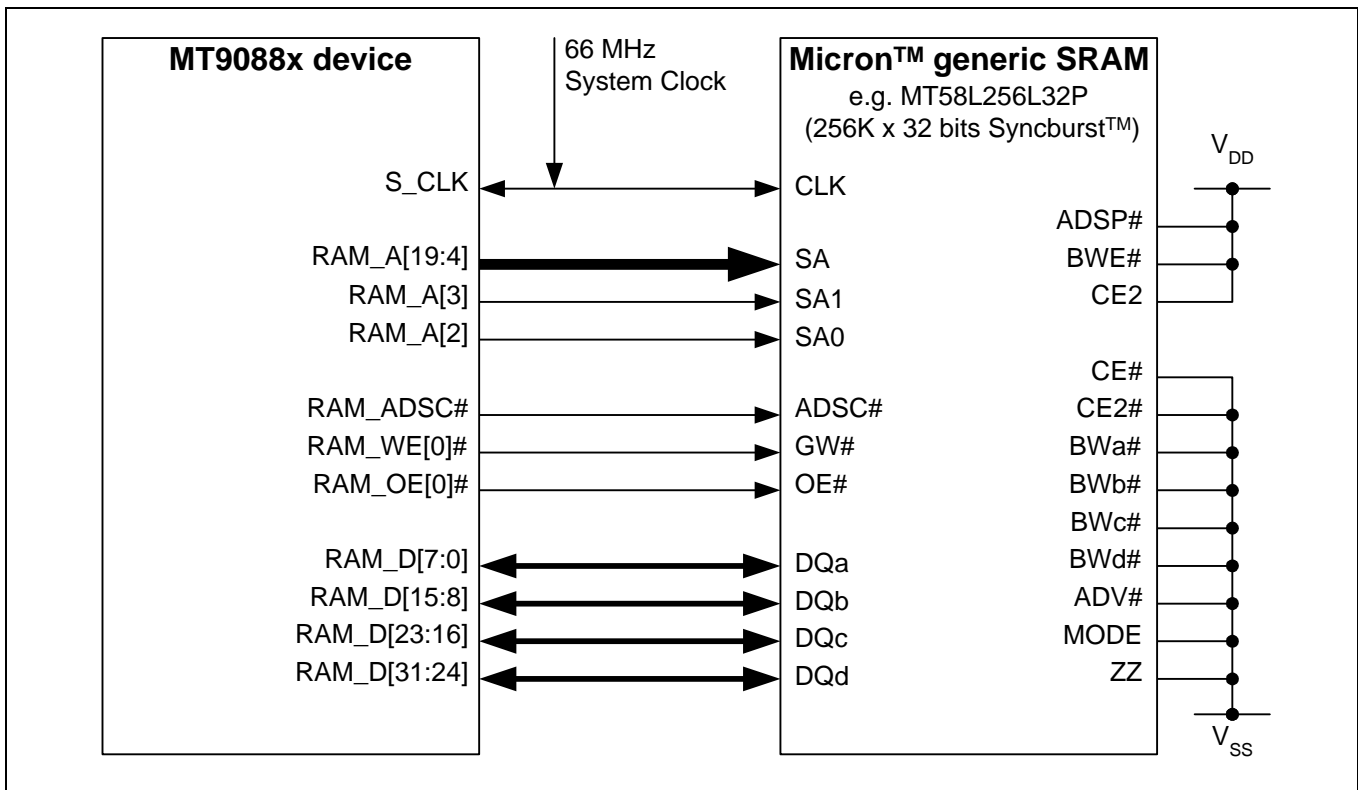 MT9088x device
66 MHz
System Clock
Micron™ generic SRAM
e.g. MT58L256L32P
(256K x 32 bits Syncburst™)
V_DD
S_CLK
CLK
ADSP#
RAM_A[19:4]
SA
BWE#
RAM_A[3]
SA1
CE2
RAM_A[2]
SA0
CE#
RAM_ADSC#
ADSC#
CE2#
RAM_WE[0]#
GW#
BWa#
RAM_OE[0]#
OE#
BWb#
BWc#
RAM_D[7:0]
DQa
BWd#
RAM_D[15:8]
DQb
ADV#
RAM_D[23:16]
DQc
MODE
RAM_D[31:24]
DQd
ZZ
V_SS